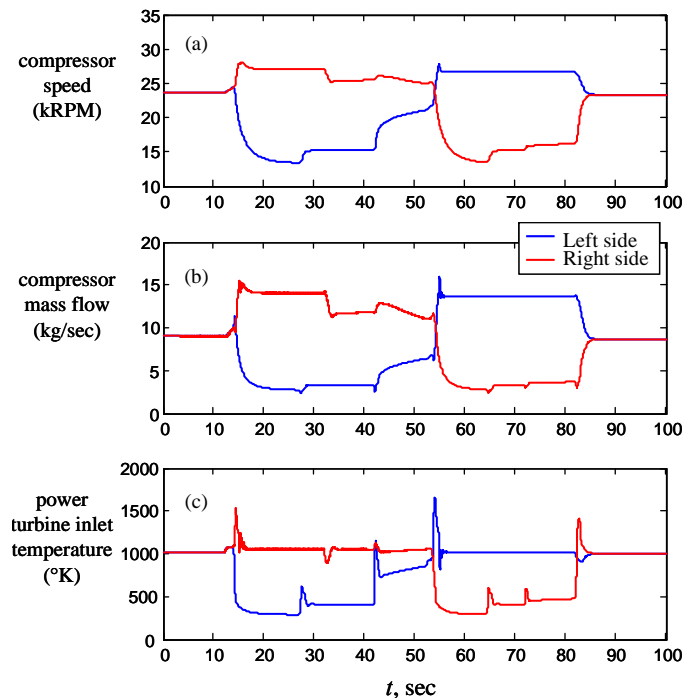 35
(a)
compressor
speed
(kRPM)
30
25
20
15
10
0 10 20 30 40 50 60 70 80 90 100
Left side
Right side
20
(b)
compressor
mass flow
(kg/sec)
15
10
5
0
0 10 20 30 40 50 60 70 80 90 100
2000
(c)
power
turbine inlet
temperature
(°K)
1500
1000
500
0
0 10 20 30 40 50 60 70 80 90 100
t, sec